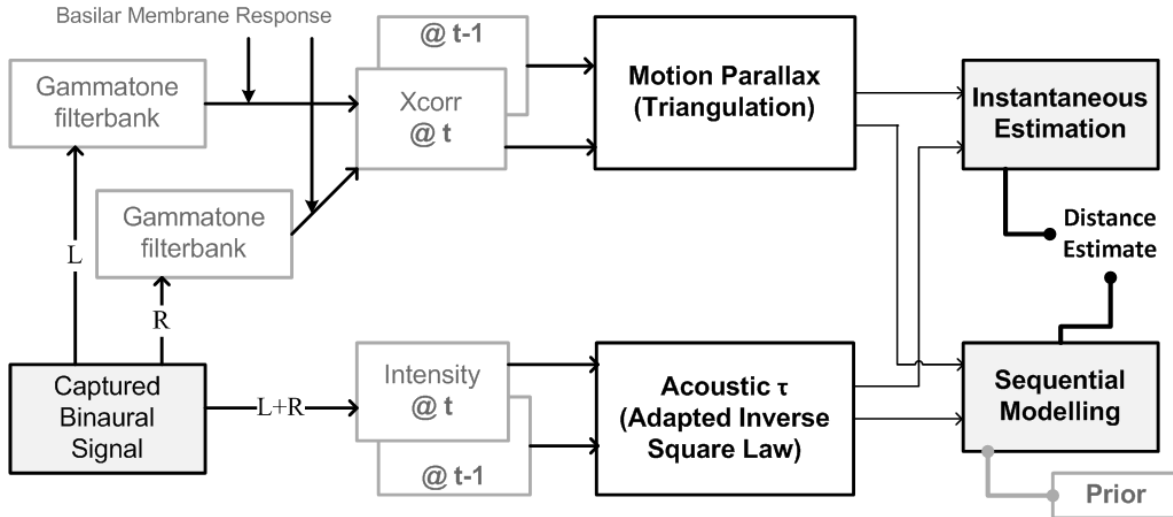 Basilar Membrane Response
Gammatone
filterbank
Gammatone
filterbank
L
R
Captured
Binaural
Signal
L+R
@ t-1
Xcorr
@ t
Intensity
@ t
@ t-1
Motion Parallax
(Triangulation)
Acoustic τ
(Adapted Inverse
Square Law)
Instantaneous
Estimation
Distance
Estimate
Sequential
Modelling
Prior